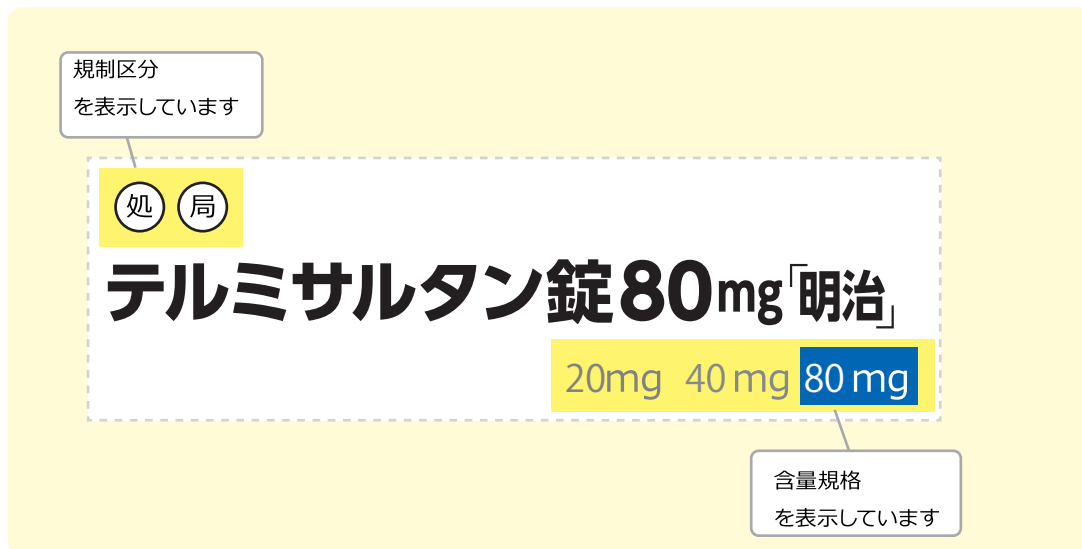 規制区分
を表示しています
処 局
テルミサルタン錠80mg「明治」
20mg 40mg 80mg
含量規格
を表示しています